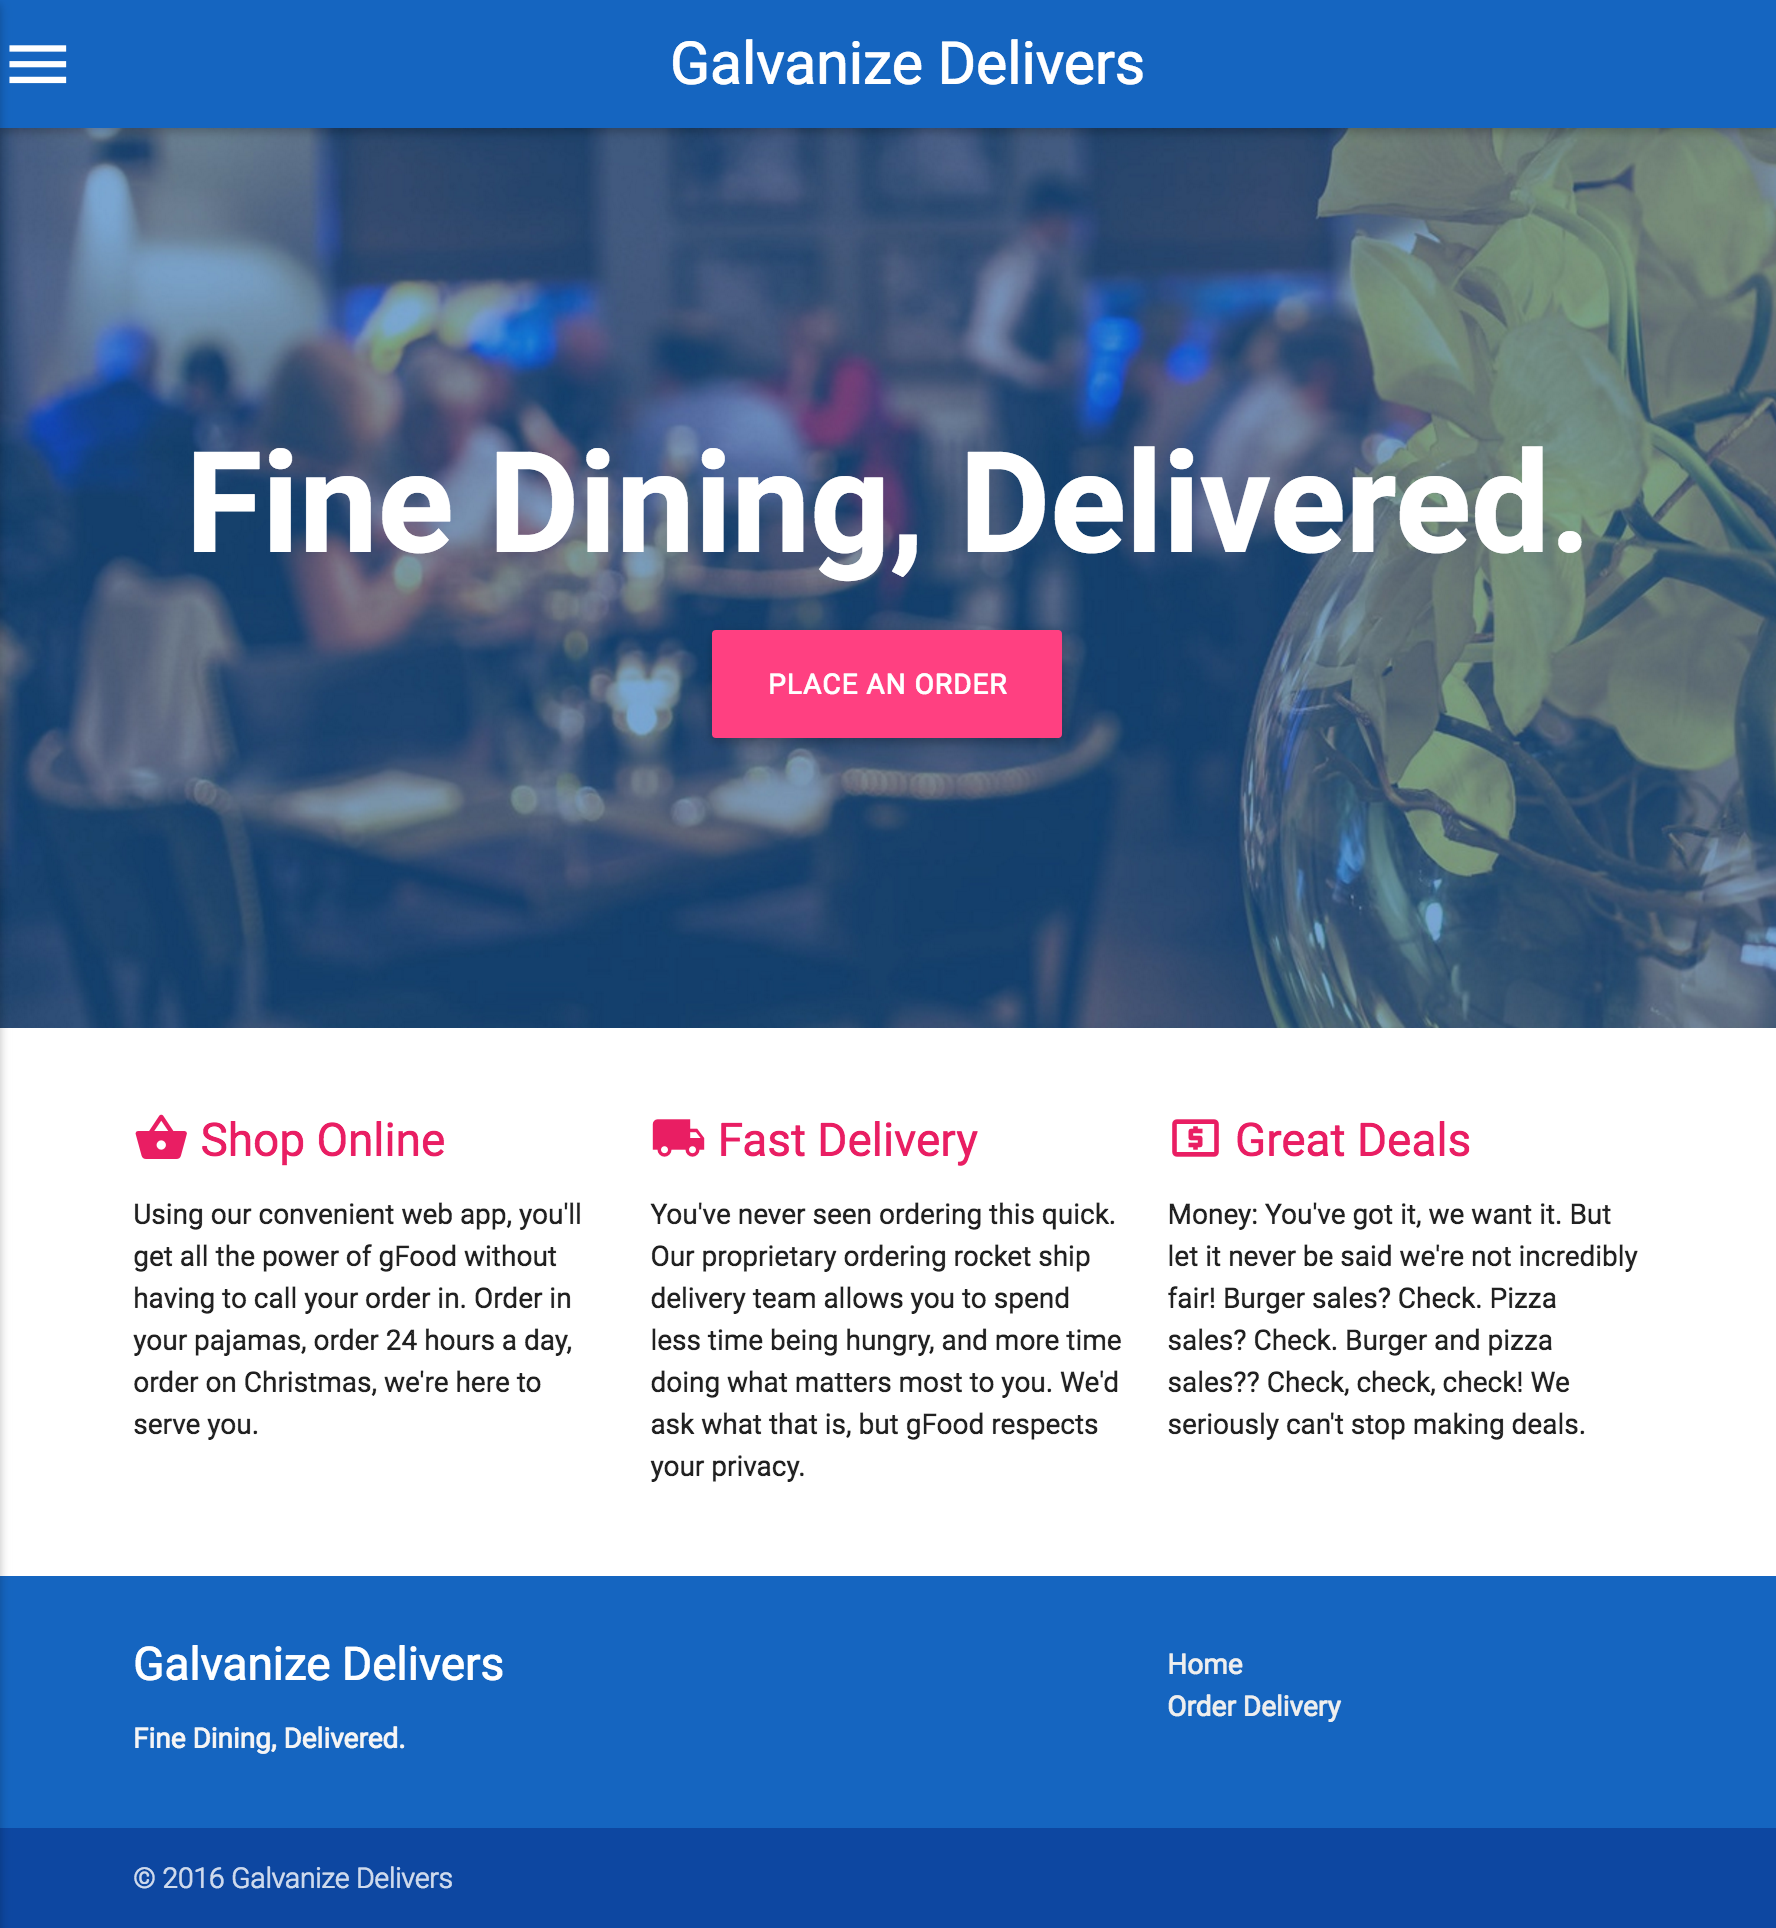 Galvanize Delivers
Fine Dining, Delivered.
PLACE AN ORDER
Shop Online
Using our convenient web app, you'll
get all the power of gFood without
having to call your order in. Order in
your pajamas, order 24 hours a day,
order on Christmas, we're here to
serve you.
Fast Delivery
You've never seen ordering this quick.
Our proprietary ordering rocket ship
delivery team allows you to spend
less time being hungry, and more time
doing what matters most to you. We'd
ask what that is, but gFood respects
your privacy.
Great Deals
Money: You've got it, we want it. But
let it never be said we're not incredibly
fair! Burger sales? Check. Pizza
sales? Check. Burger and pizza
sales?? Check, check, check! We
seriously can't stop making deals.
Galvanize Delivers
Fine Dining, Delivered.
Home
Order Delivery
© 2016 Galvanize Delivers